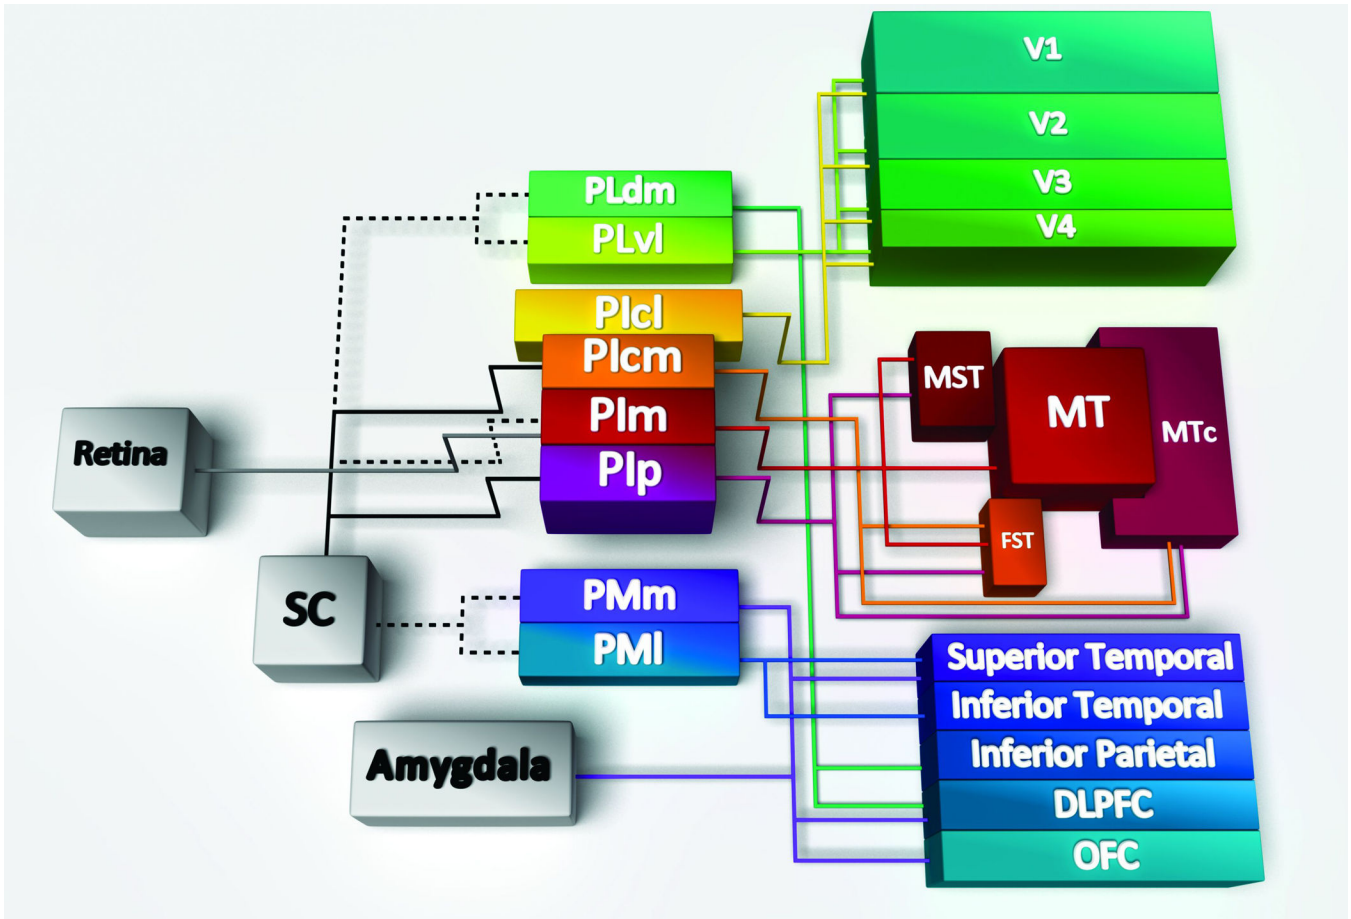 V1
V2
V3
V4
PLdm
PLvl
PIcl
PIcm
PIm
PIp
MST
MT
MTc
FST
Retina
SC
PMm
PMl
Amygdala
Superior Temporal
Inferior Temporal
Inferior Parietal
DLPFC
OFC